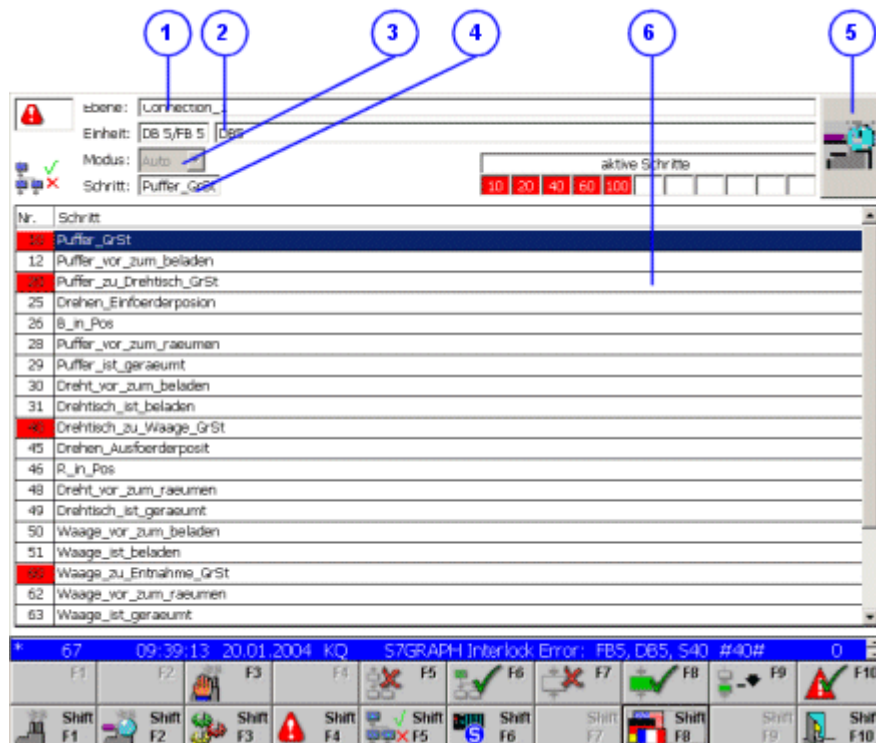 1 2 3 4 6 5
Ebene: Connection_1
Einheit: DB 5/FB 5 DB5
Modus: Auto
Schritt: Puffer_GrSt
aktive Schritte
10 20 40 60 100
Nr. Schritt
10 Puffer_GrSt
12 Puffer_vor_zum_beladen
20 Puffer_zu_Drehtisch_GrSt
25 Drehen_Einfoerderposion
26 B_in_Pos
28 Puffer_vor_zum_raeumen
29 Puffer_ist_geraeumt
30 Dreht_vor_zum_beladen
31 Drehtisch_ist_beladen
40 Drehtisch_zu_Waage_GrSt
45 Drehen_Ausfoerderposit
46 R_in_Pos
48 Dreht_vor_zum_raeumen
49 Drehtisch_ist_geraeumt
50 Waage_vor_zum_beladen
51 Waage_ist_beladen
60 Waage_zu_Entnahme_GrSt
62 Waage_vor_zum_raeumen
63 Waage_ist_geraeumt
* 67 09:39:13 20.01.2004 KQ S7GRAPH Interlock Error: FB5, DB5, S40 #40# 0
F1 F2 F3 F4 F5 F6 F7 F8 F9 F10
Shift F1 Shift F2 Shift F3 Shift F4 Shift F5 S Shift F6 Shift F7 Shift F8 Shift F9 Shift F10